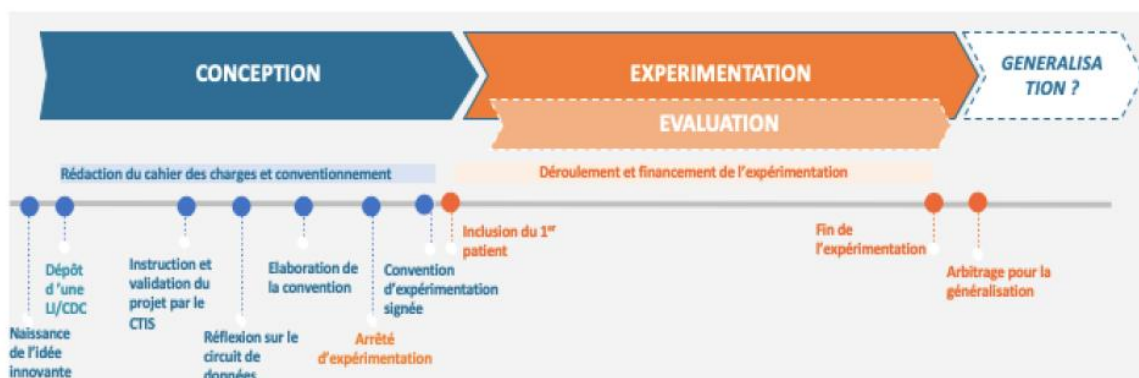 CONCEPTION
EXPERIMENTATION
GENERALISA
TION ?
EVALUATION
Rédaction du cahier des charges et conventionnement
Déroulement et financement de l'expérimentation
Dépôt
d 'une
LI/CDC
Naissance
de l'idée
innovante
Instruction et
validation du
projet par le
CTIS
Réflexion sur le
circuit de
données
Elaboration de
la convention
Arrêté
d'expérimentation
Convention
d'expérimentation
signée
Inclusion du 1er
patient
Fin de
l'expérimentation
Arbitrage pour la
généralisation